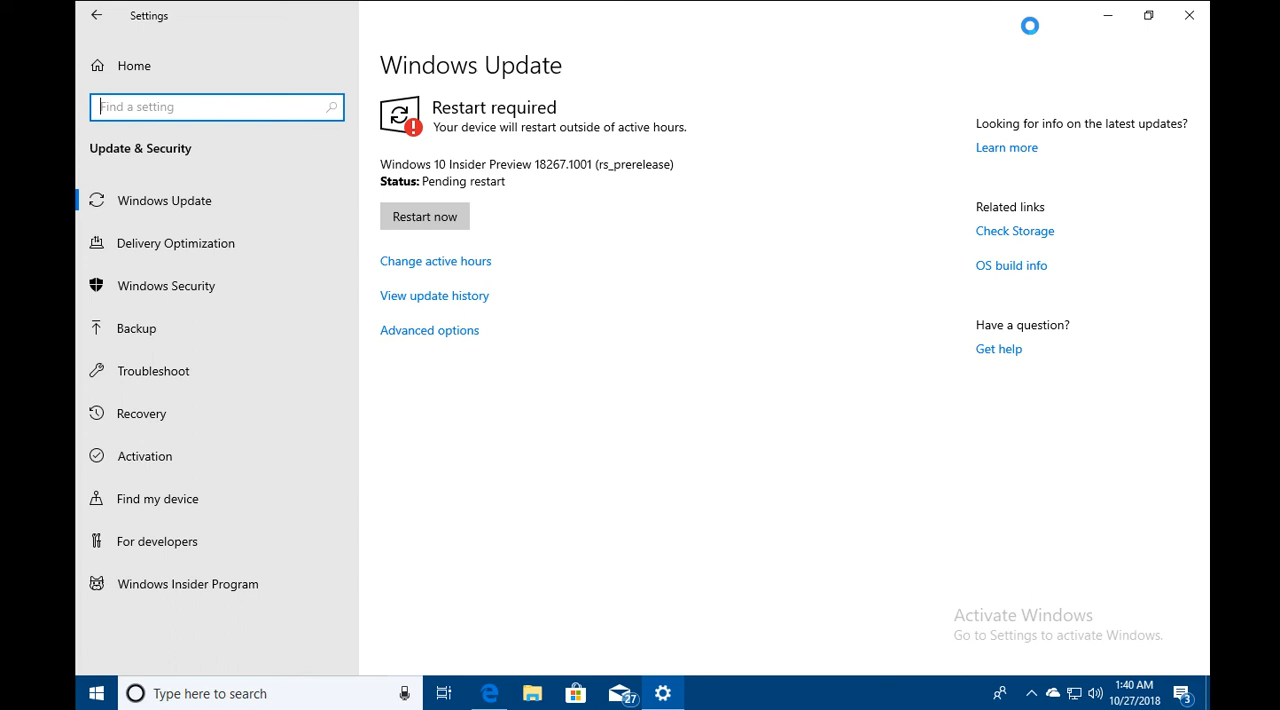 Settings
Home
Find a setting
Update & Security
Windows Update
Delivery Optimization
Windows Security
Backup
Troubleshoot
Recovery
Activation
Find my device
For developers
Windows Insider Program
Windows Update
Restart required
Your device will restart outside of active hours.
Windows 10 Insider Preview 18267.1001 (rs_prerelease)
Status: Pending restart
Restart now
Change active hours
View update history
Advanced options
Looking for info on the latest updates?
Learn more
Related links
Check Storage
OS build info
Have a question?
Get help
Activate Windows
Go to Settings to activate Windows.
Type here to search
27
1:40 AM
10/27/2018
3